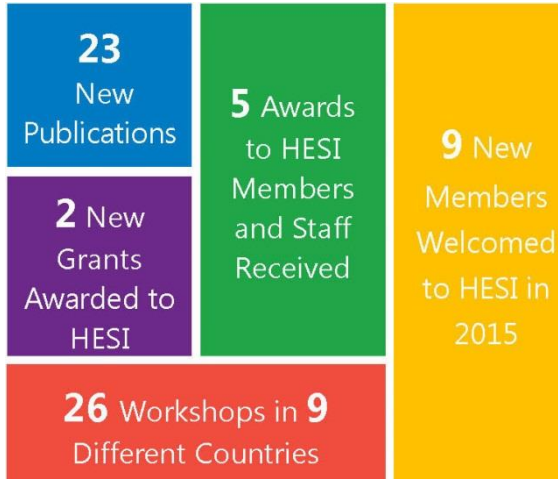 23
New
Publications
2 New
Grants
Awarded to
HESI
5 Awards
to HESI
Members
and Staff
Received
9 New
Members
Welcomed
to HESI in
2015
26 Workshops in 9
Different Countries